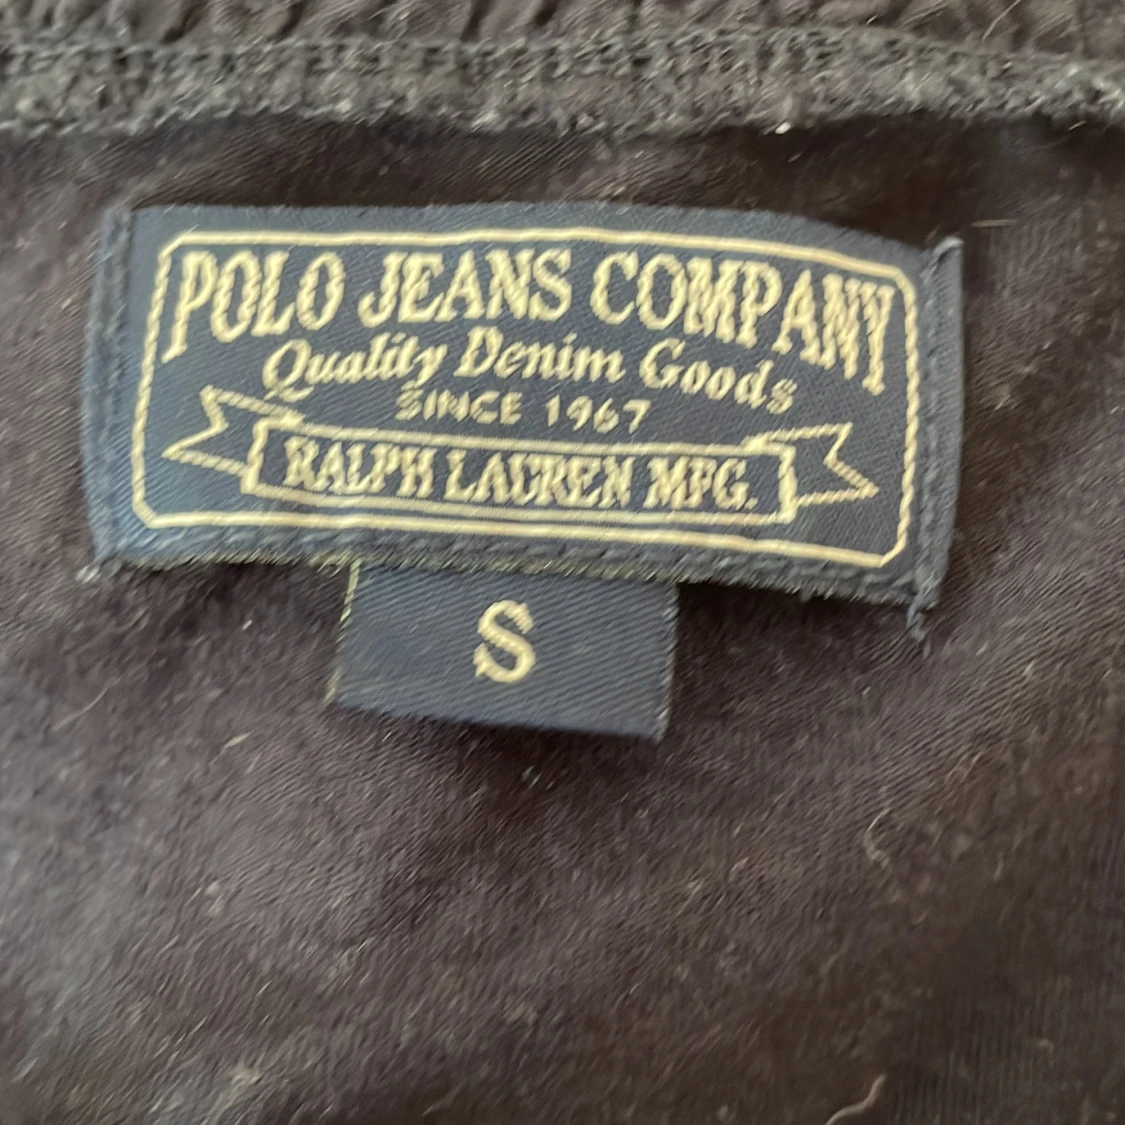 POLO JEANS COMPANY
Quality Denim Goods
SINCE 1967
RALPH LAUREN MFG.
S